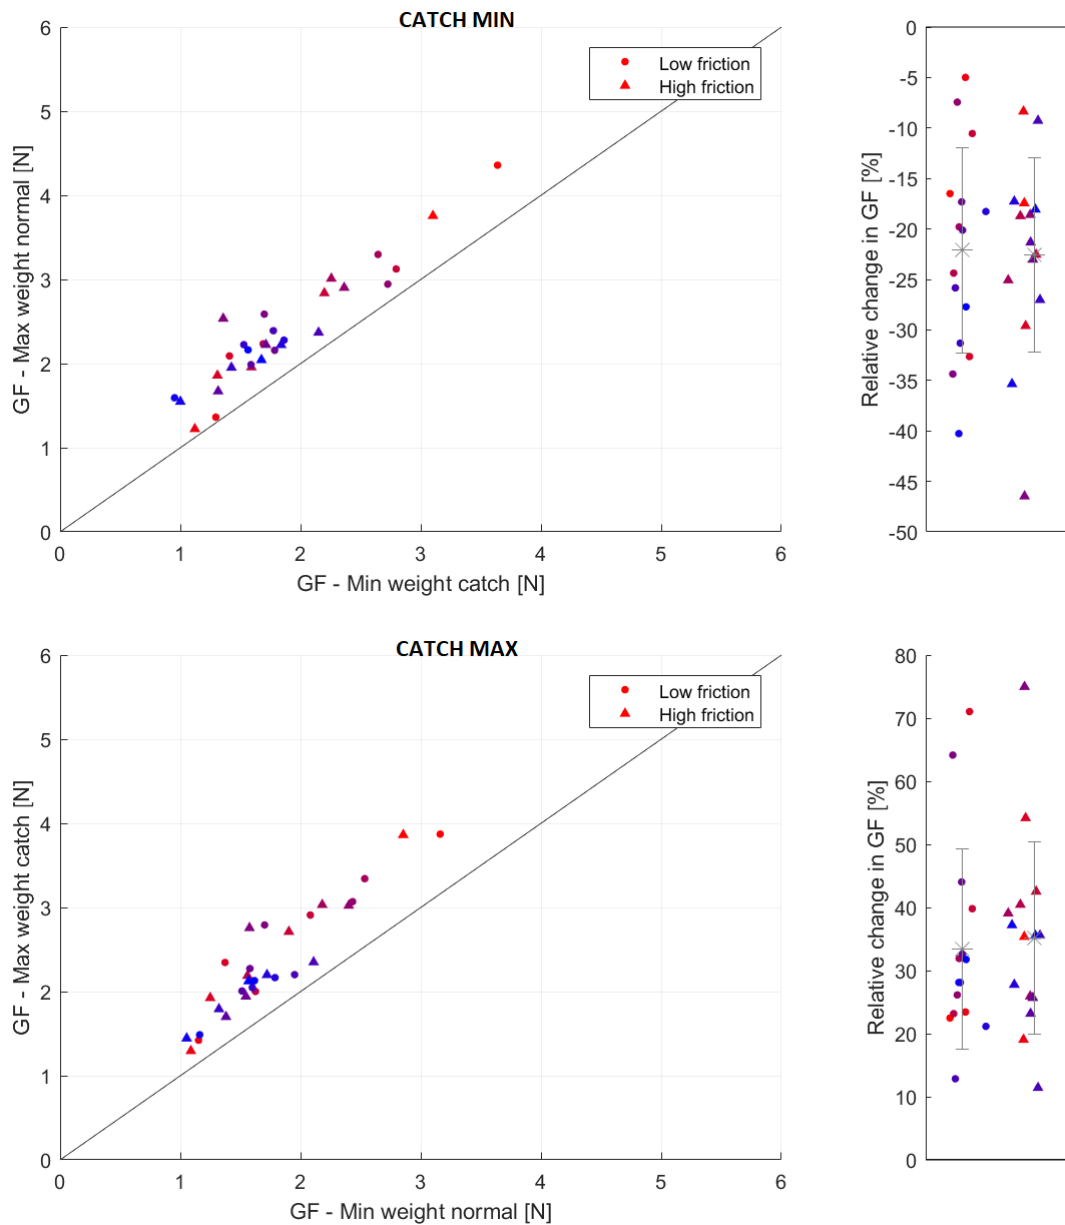 CATCH MIN
6
5
4
3
2
1
0
GF - Max weight normal [N]
Low friction
High friction
0 1 2 3 4 5 6
GF - Min weight catch [N]
0
-5
-10
-15
-20
-25
-30
-35
-40
-45
-50
Relative change in GF [%]
CATCH MAX
6
5
4
3
2
1
0
GF - Max weight catch [N]
Low friction
High friction
0 1 2 3 4 5 6
GF - Min weight normal [N]
80
70
60
50
40
30
20
10
0
Relative change in GF [%]